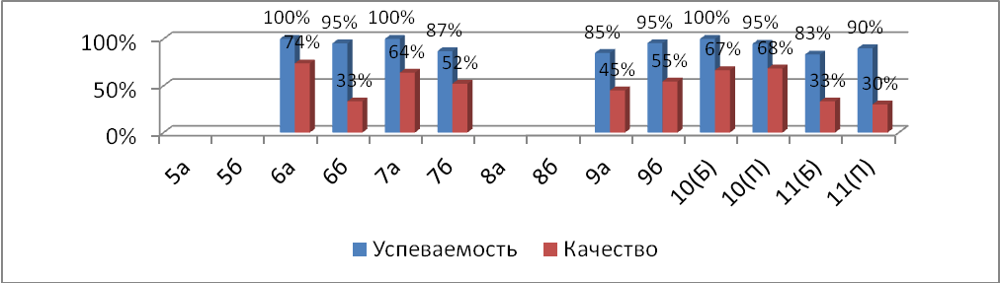 100% 95% 100% 87% 85% 95% 100% 95% 83% 90%
74% 33% 64% 52% 45% 55% 67% 68% 33% 30%
100%
50%
0%
5а 5б 6а 6б 7а 7б 8а 8б 9а 9б 10(Б) 10(П) 11(Б) 11(П)
Успеваемость Качество